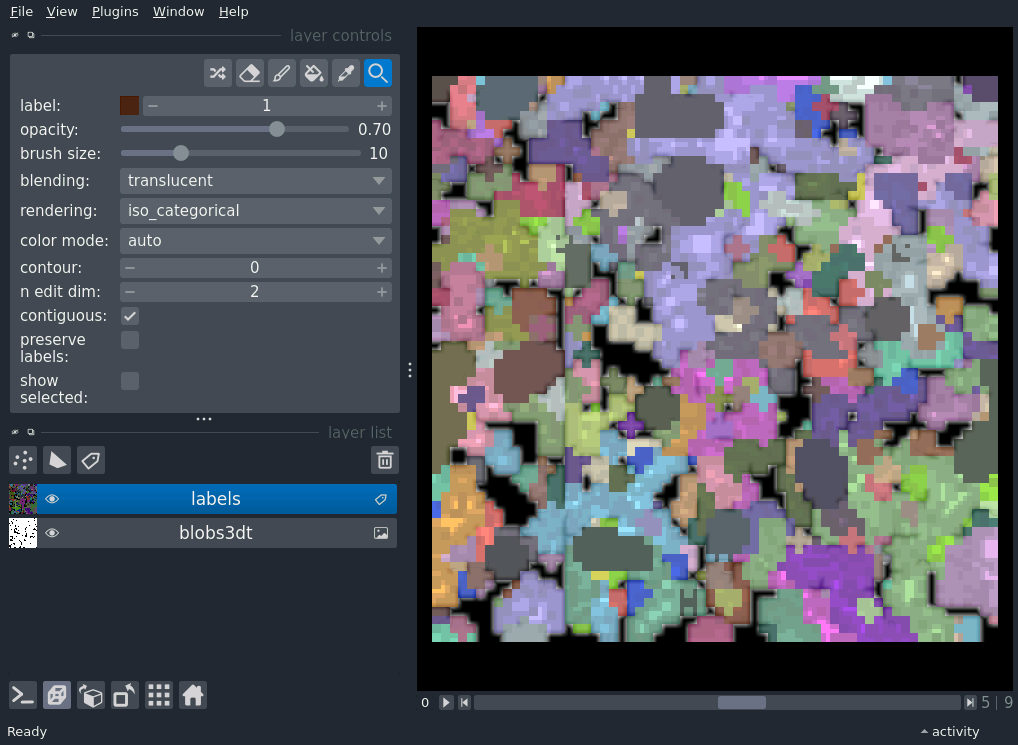 File View Plugins Window Help
layer controls
label: 1
opacity: 0.70
brush size: 10
blending: translucent
rendering: iso_categorical
color mode: auto
contour: 0
n edit dim: 2
contiguous:
preserve
labels:
show
selected:
layer list
labels
blobs3dt
0 5 | 9
Ready activity